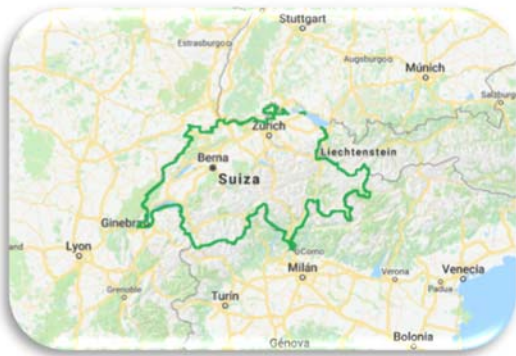 Stuttgart
Estrasburgo
Augsburgo
Múnich
Salzburg
Zúrich
Liechtenstein
Berna
Suiza
Ginebra
Lyon
Como
Grenoble
Milán
Verona
Venecia
Padua
Turín
Génova
Bolonia